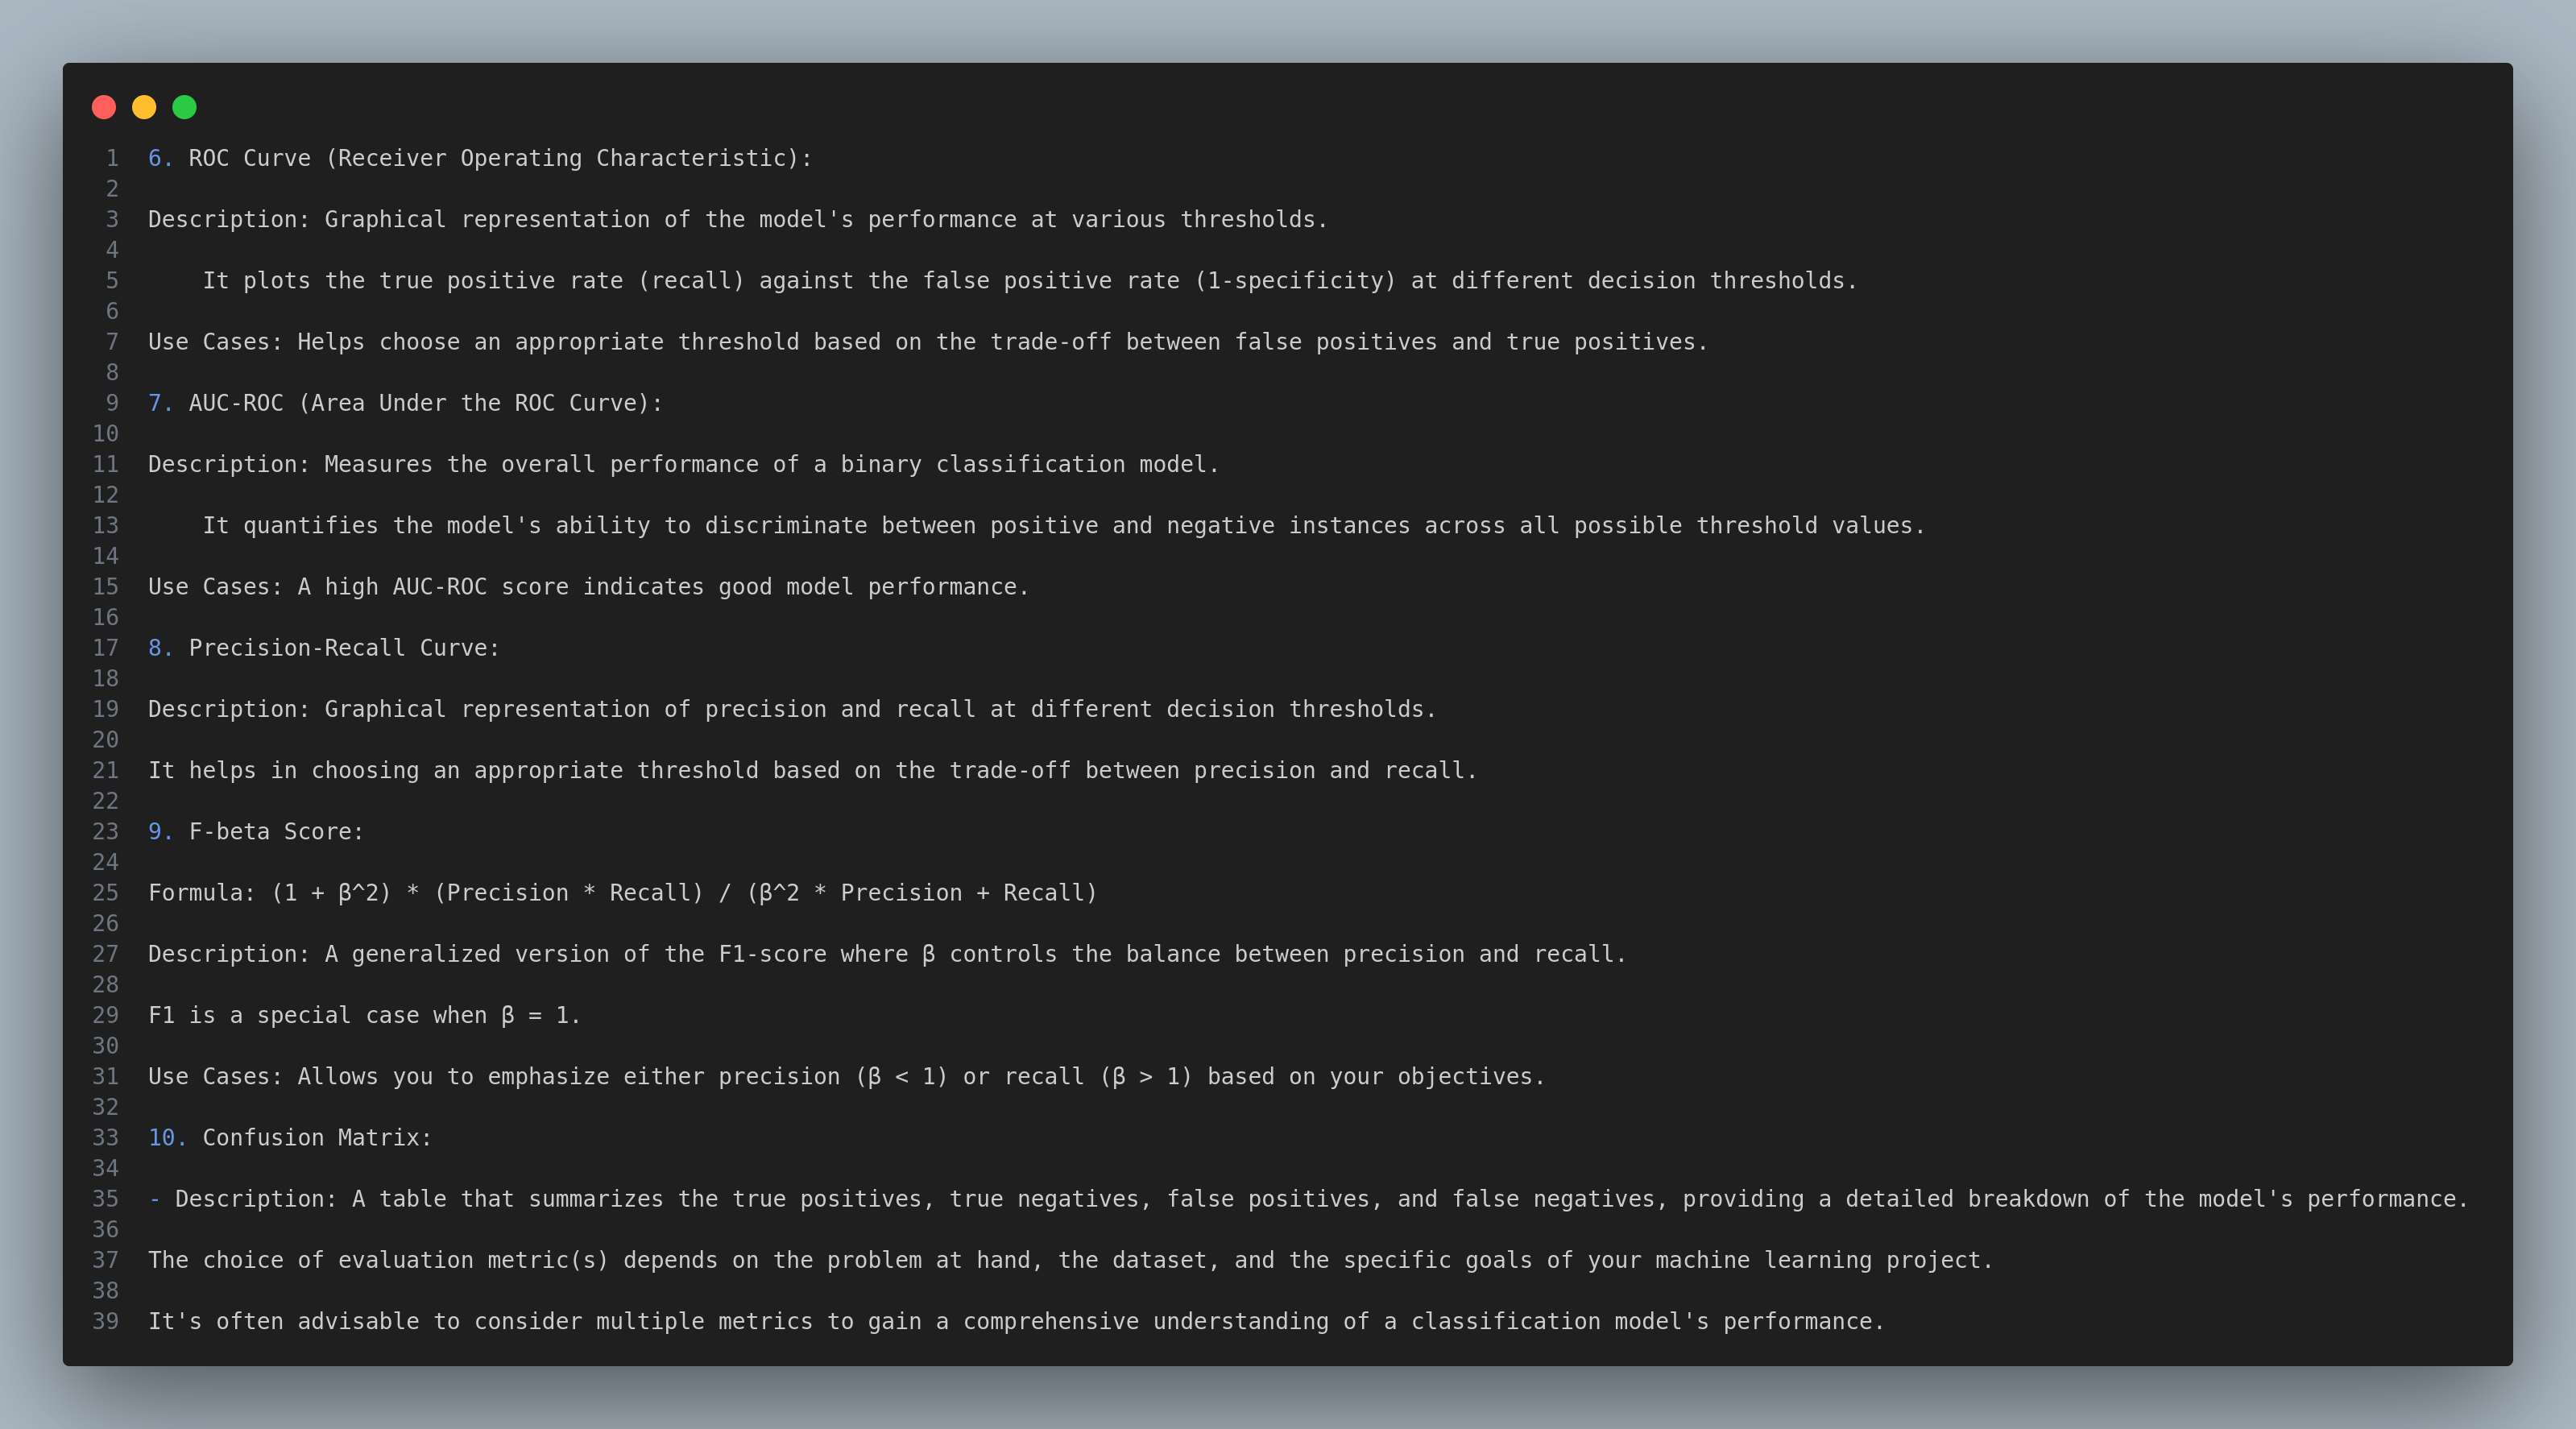 1 6. ROC Curve (Receiver Operating Characteristic):
2
3 Description: Graphical representation of the model's performance at various thresholds.
4
5     It plots the true positive rate (recall) against the false positive rate (1-specificity) at different decision thresholds.
6
7 Use Cases: Helps choose an appropriate threshold based on the trade-off between false positives and true positives.
8
9 7. AUC-ROC (Area Under the ROC Curve):
10
11 Description: Measures the overall performance of a binary classification model.
12
13     It quantifies the model's ability to discriminate between positive and negative instances across all possible threshold values.
14
15 Use Cases: A high AUC-ROC score indicates good model performance.
16
17 8. Precision-Recall Curve:
18
19 Description: Graphical representation of precision and recall at different decision thresholds.
20
21 It helps in choosing an appropriate threshold based on the trade-off between precision and recall.
22
23 9. F-beta Score:
24
25 Formula: (1 + β^2) * (Precision * Recall) / (β^2 * Precision + Recall)
26
27 Description: A generalized version of the F1-score where β controls the balance between precision and recall.
28
29 F1 is a special case when β = 1.
30
31 Use Cases: Allows you to emphasize either precision (β < 1) or recall (β > 1) based on your objectives.
32
33 10. Confusion Matrix:
34
35 - Description: A table that summarizes the true positives, true negatives, false positives, and false negatives, providing a detailed breakdown of the model's performance.
36
37 The choice of evaluation metric(s) depends on the problem at hand, the dataset, and the specific goals of your machine learning project.
38
39 It's often advisable to consider multiple metrics to gain a comprehensive understanding of a classification model's performance.